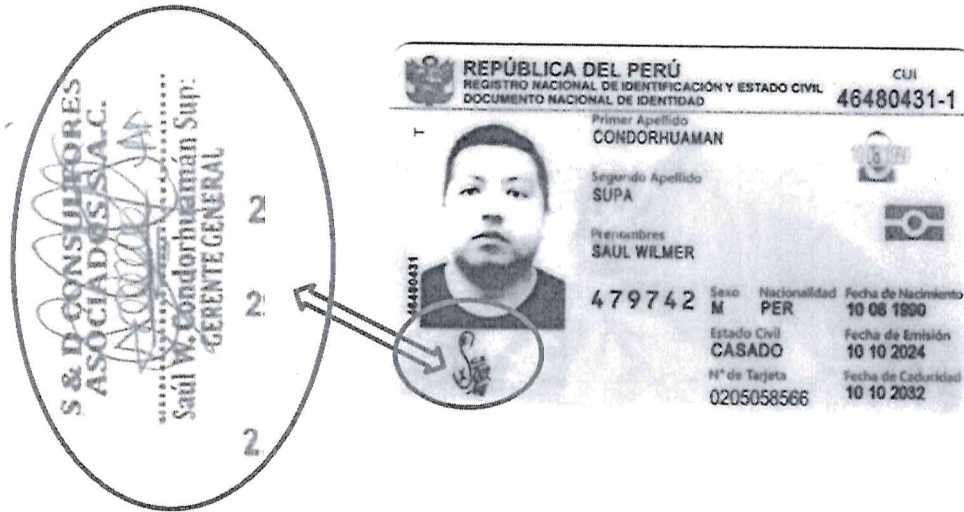 S & D CONSULTORES
ASOCIADOS S.A.C.
Saúl W. Condorhuamán Sup:
GERENTE GENERAL
2
2
2
REPÚBLICA DEL PERÚ
REGISTRO NACIONAL DE IDENTIFICACIÓN Y ESTADO CIVIL
DOCUMENTO NACIONAL DE IDENTIDAD
CUI
46480431-1
T
46480431
Primer Apellido
CONDORHUAMAN
Segundo Apellido
SUPA
Prenombres
SAUL WILMER
479742
Sexo Nacionalidad Fecha de Nacimiento
M PER 10 08 1990
Estado Civil Fecha de Emisión
CASADO 10 10 2024
N° de Tarjeta Fecha de Caducidad
0205058566 10 10 2032